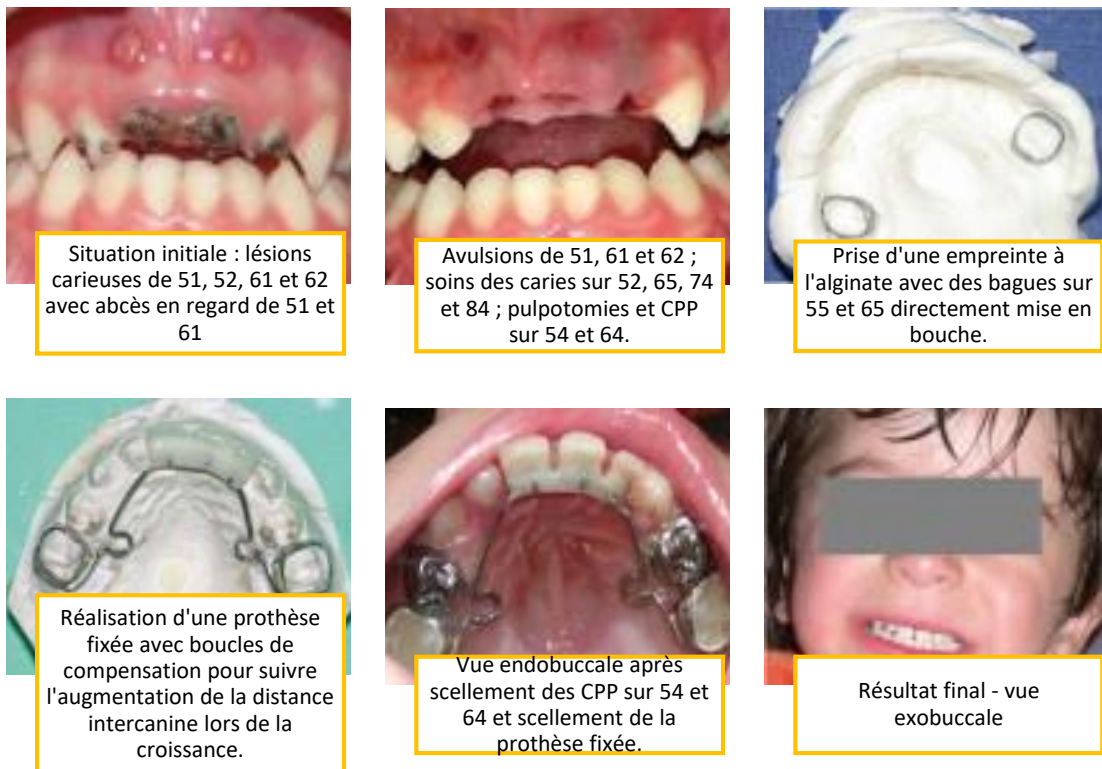 Situation initiale : lésions
carieuses de 51, 52, 61 et 62
avec abcès en regard de 51 et
61
Avulsions de 51, 61 et 62 ;
soins des caries sur 52, 65, 74
et 84 ; pulpotomies et CPP
sur 54 et 64.
Prise d'une empreinte à
l'alginate avec des bagues sur
55 et 65 directement mise en
bouche.
Réalisation d'une prothèse
fixée avec boucles de
compensation pour suivre
l'augmentation de la distance
intercanine lors de la
croissance.
Vue endobuccale après
scellement des CPP sur 54 et
64 et scellement de la
prothèse fixée.
Résultat final - vue
exobuccale